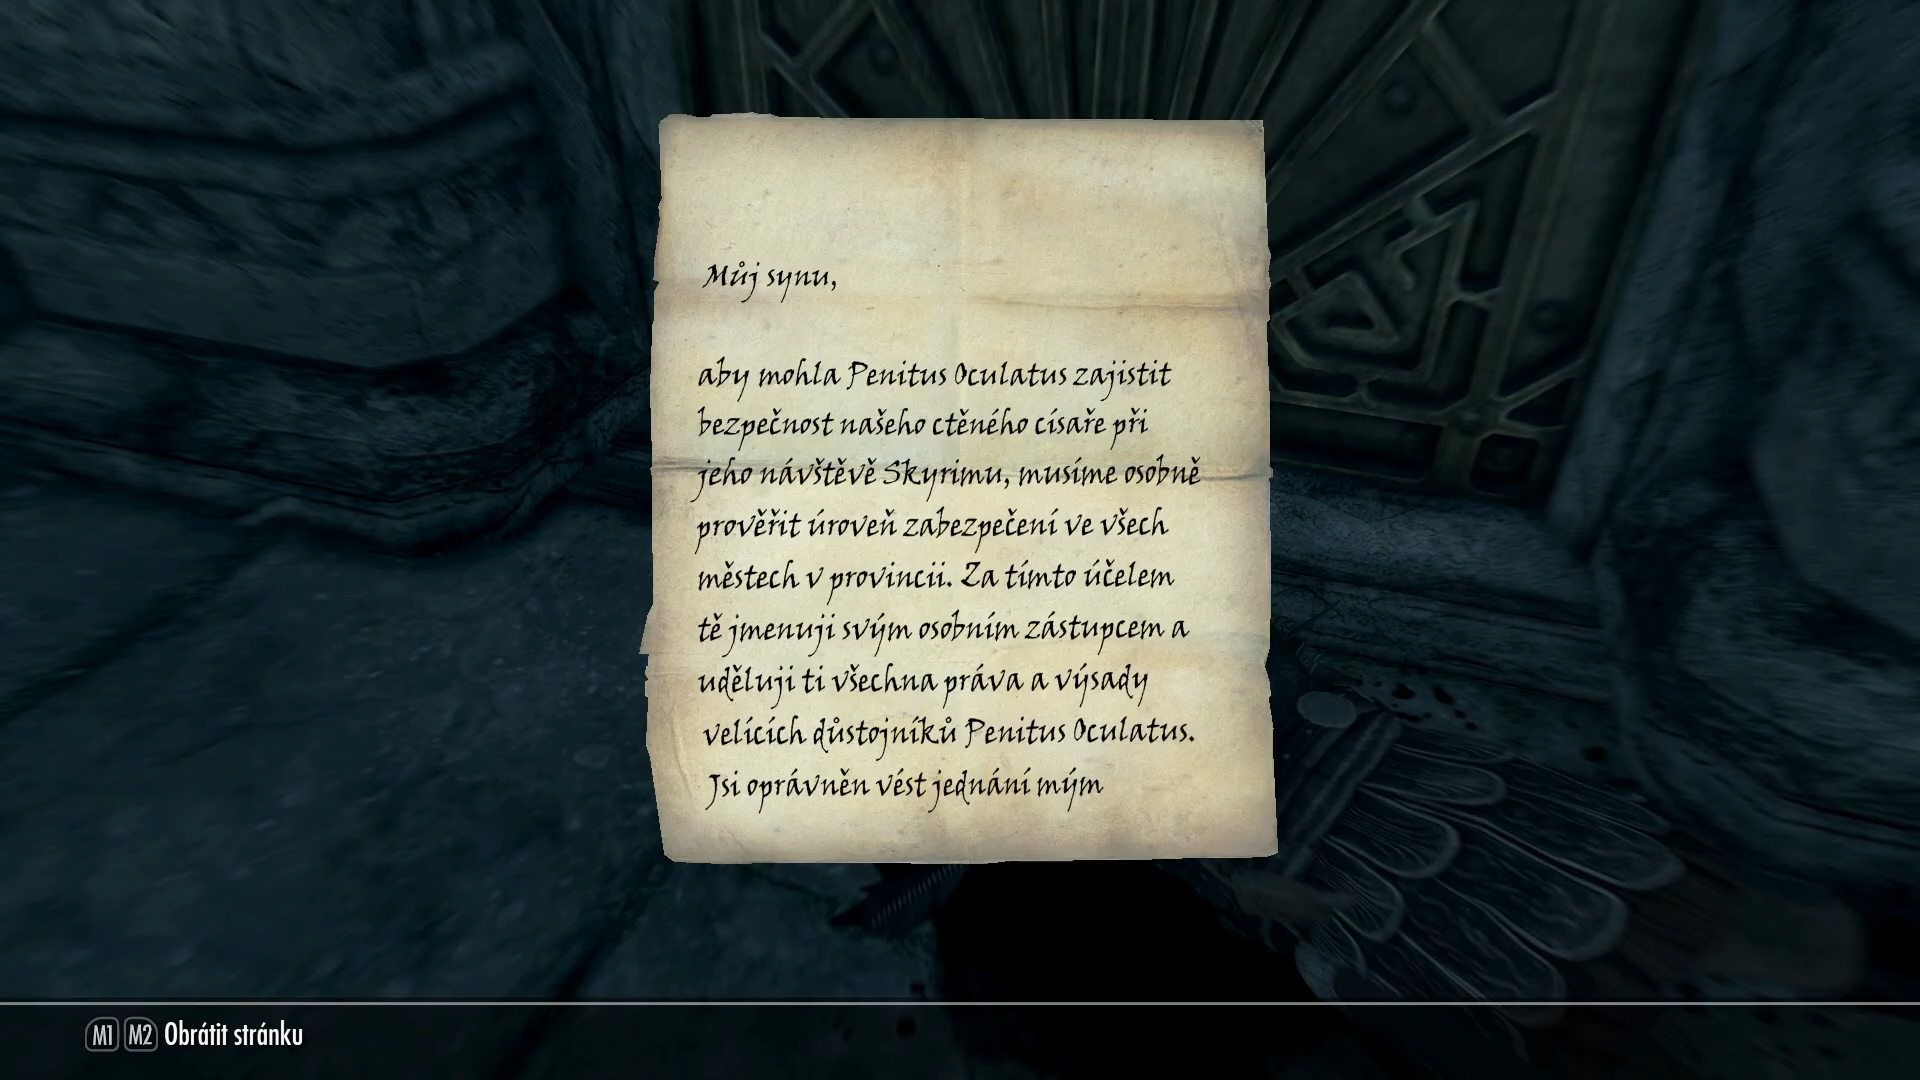 Můj synu,
aby mohla Penitus Oculatus zajistit
bezpečnost našeho ctěného císaře při
jeho návštěvě Skyrimu, musíme osobně
prověřit úroveň zabezpečení ve všech
městech v provincii. Za tímto účelem
tě jmenuji svým osobním zástupcem a
uděluji ti všechna práva a výsady
velících důstojníků Penitus Oculatus.
Jsi oprávněn vést jednání mým
M1 M2 Obrátit stránku